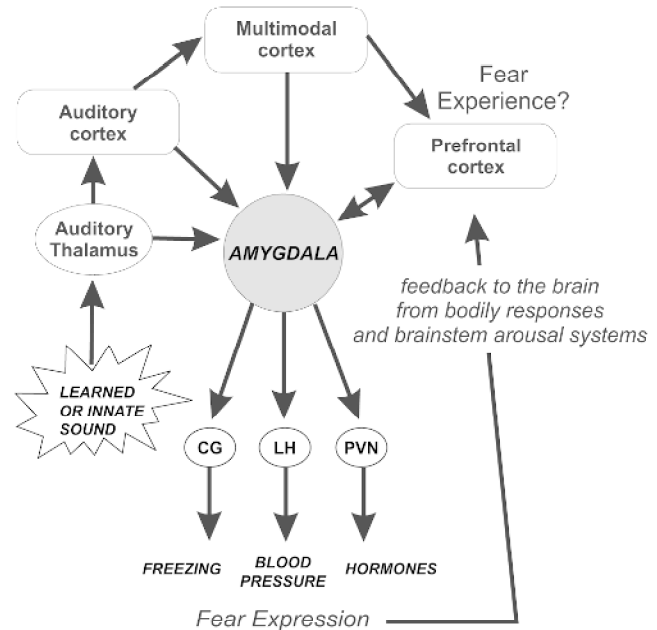 Multimodal
cortex
Fear
Experience?
Auditory
cortex
Prefrontal
cortex
Auditory
Thalamus
AMYGDALA
feedback to the brain
from bodily responses
and brainstem arousal systems
LEARNED
OR INNATE
SOUND
CG
LH
PVN
FREEZING
BLOOD
PRESSURE
HORMONES
Fear Expression